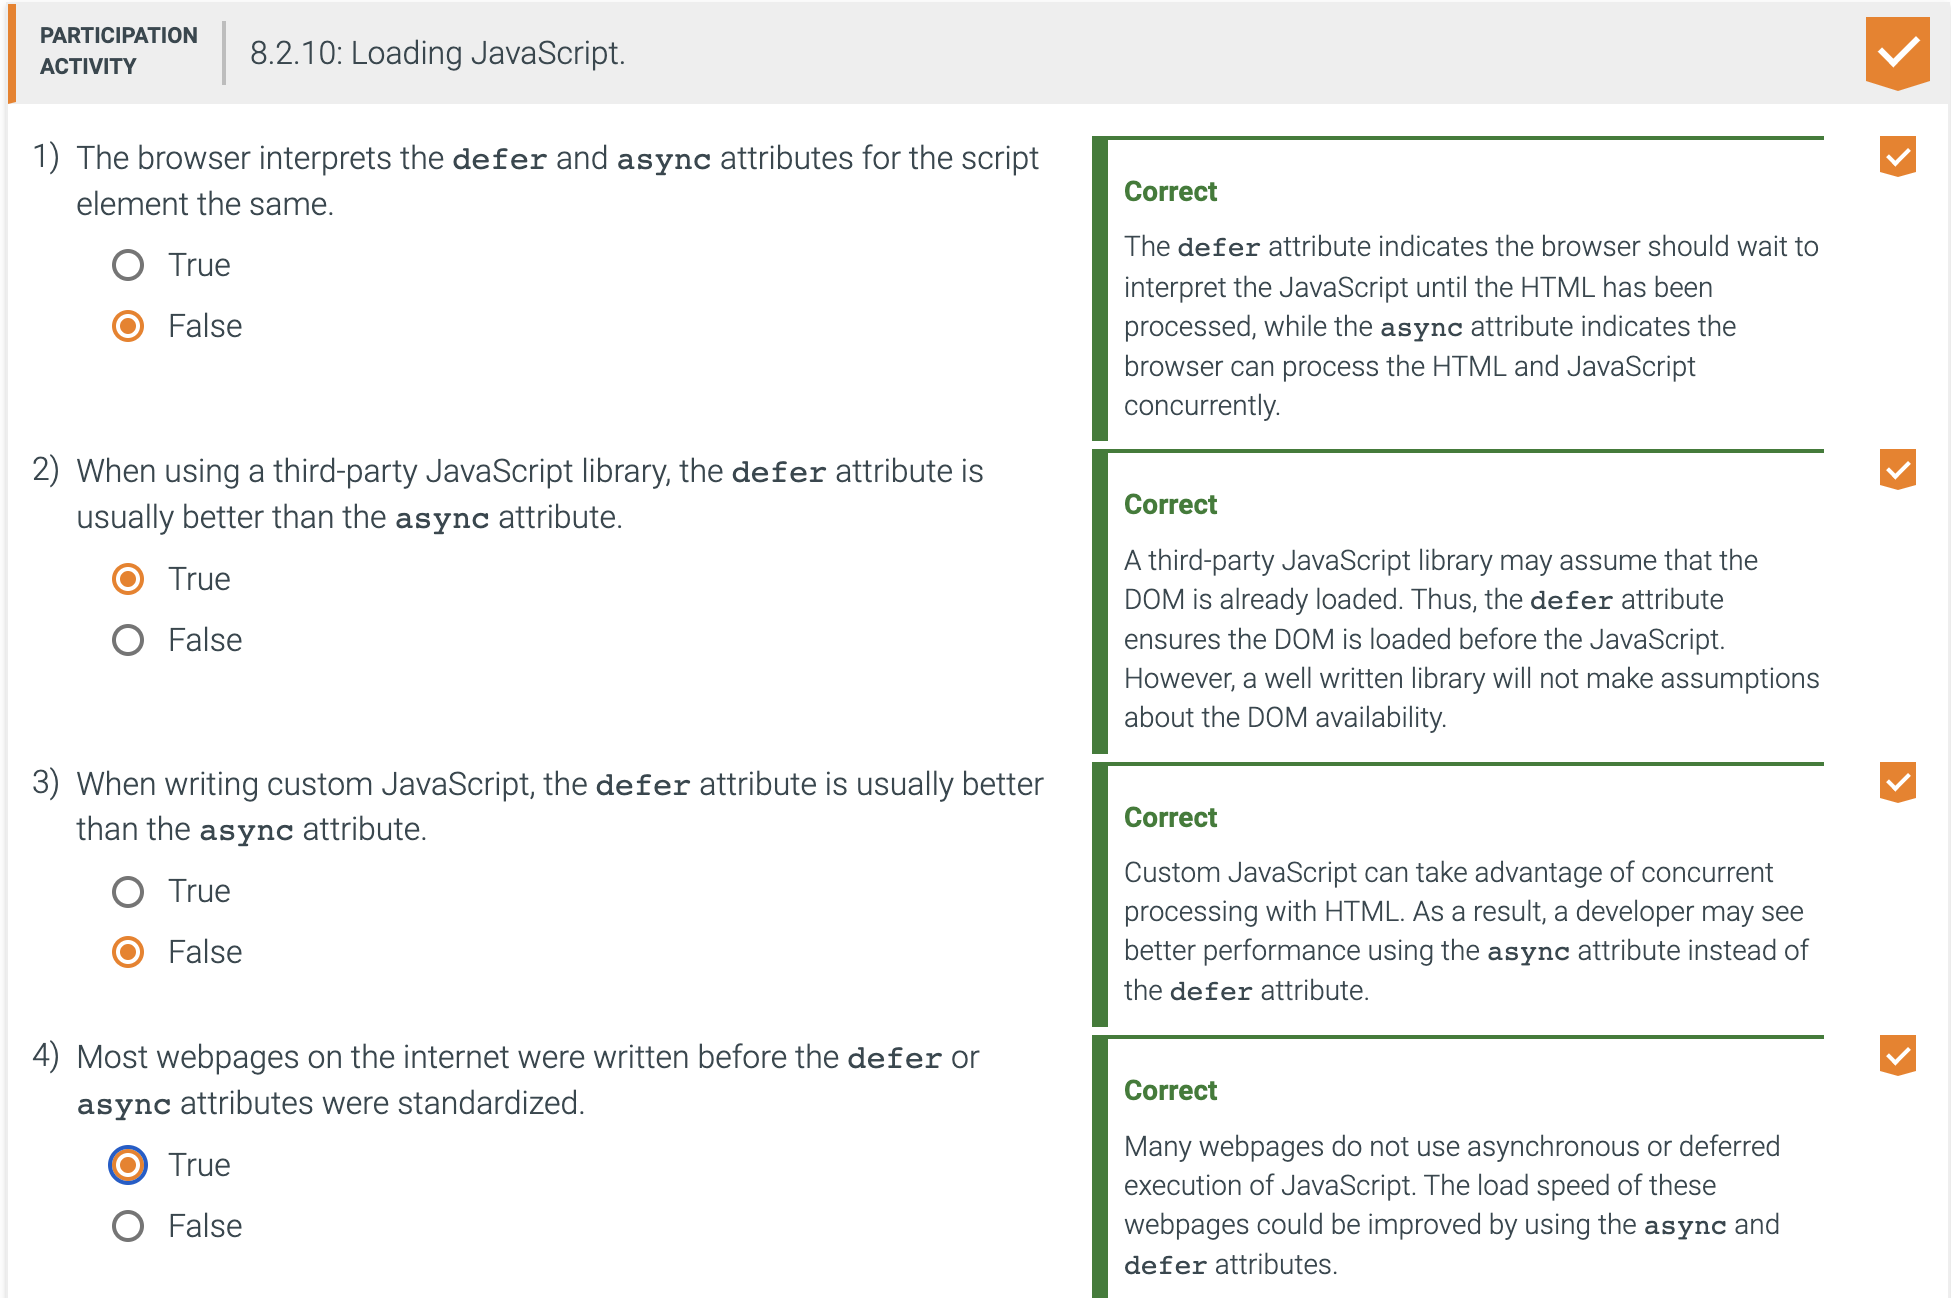 PARTICIPATION
ACTIVITY
8.2.10: Loading JavaScript.
1) The browser interprets the defer and async attributes for the script
element the same.
True
False
Correct
The defer attribute indicates the browser should wait to
interpret the JavaScript until the HTML has been
processed, while the async attribute indicates the
browser can process the HTML and JavaScript
concurrently.
2) When using a third-party JavaScript library, the defer attribute is
usually better than the async attribute.
True
False
Correct
A third-party JavaScript library may assume that the
DOM is already loaded. Thus, the defer attribute
ensures the DOM is loaded before the JavaScript.
However, a well written library will not make assumptions
about the DOM availability.
3) When writing custom JavaScript, the defer attribute is usually better
than the async attribute.
True
False
Correct
Custom JavaScript can take advantage of concurrent
processing with HTML. As a result, a developer may see
better performance using the async attribute instead of
the defer attribute.
4) Most webpages on the internet were written before the defer or
async attributes were standardized.
True
False
Correct
Many webpages do not use asynchronous or deferred
execution of JavaScript. The load speed of these
webpages could be improved by using the async and
defer attributes.